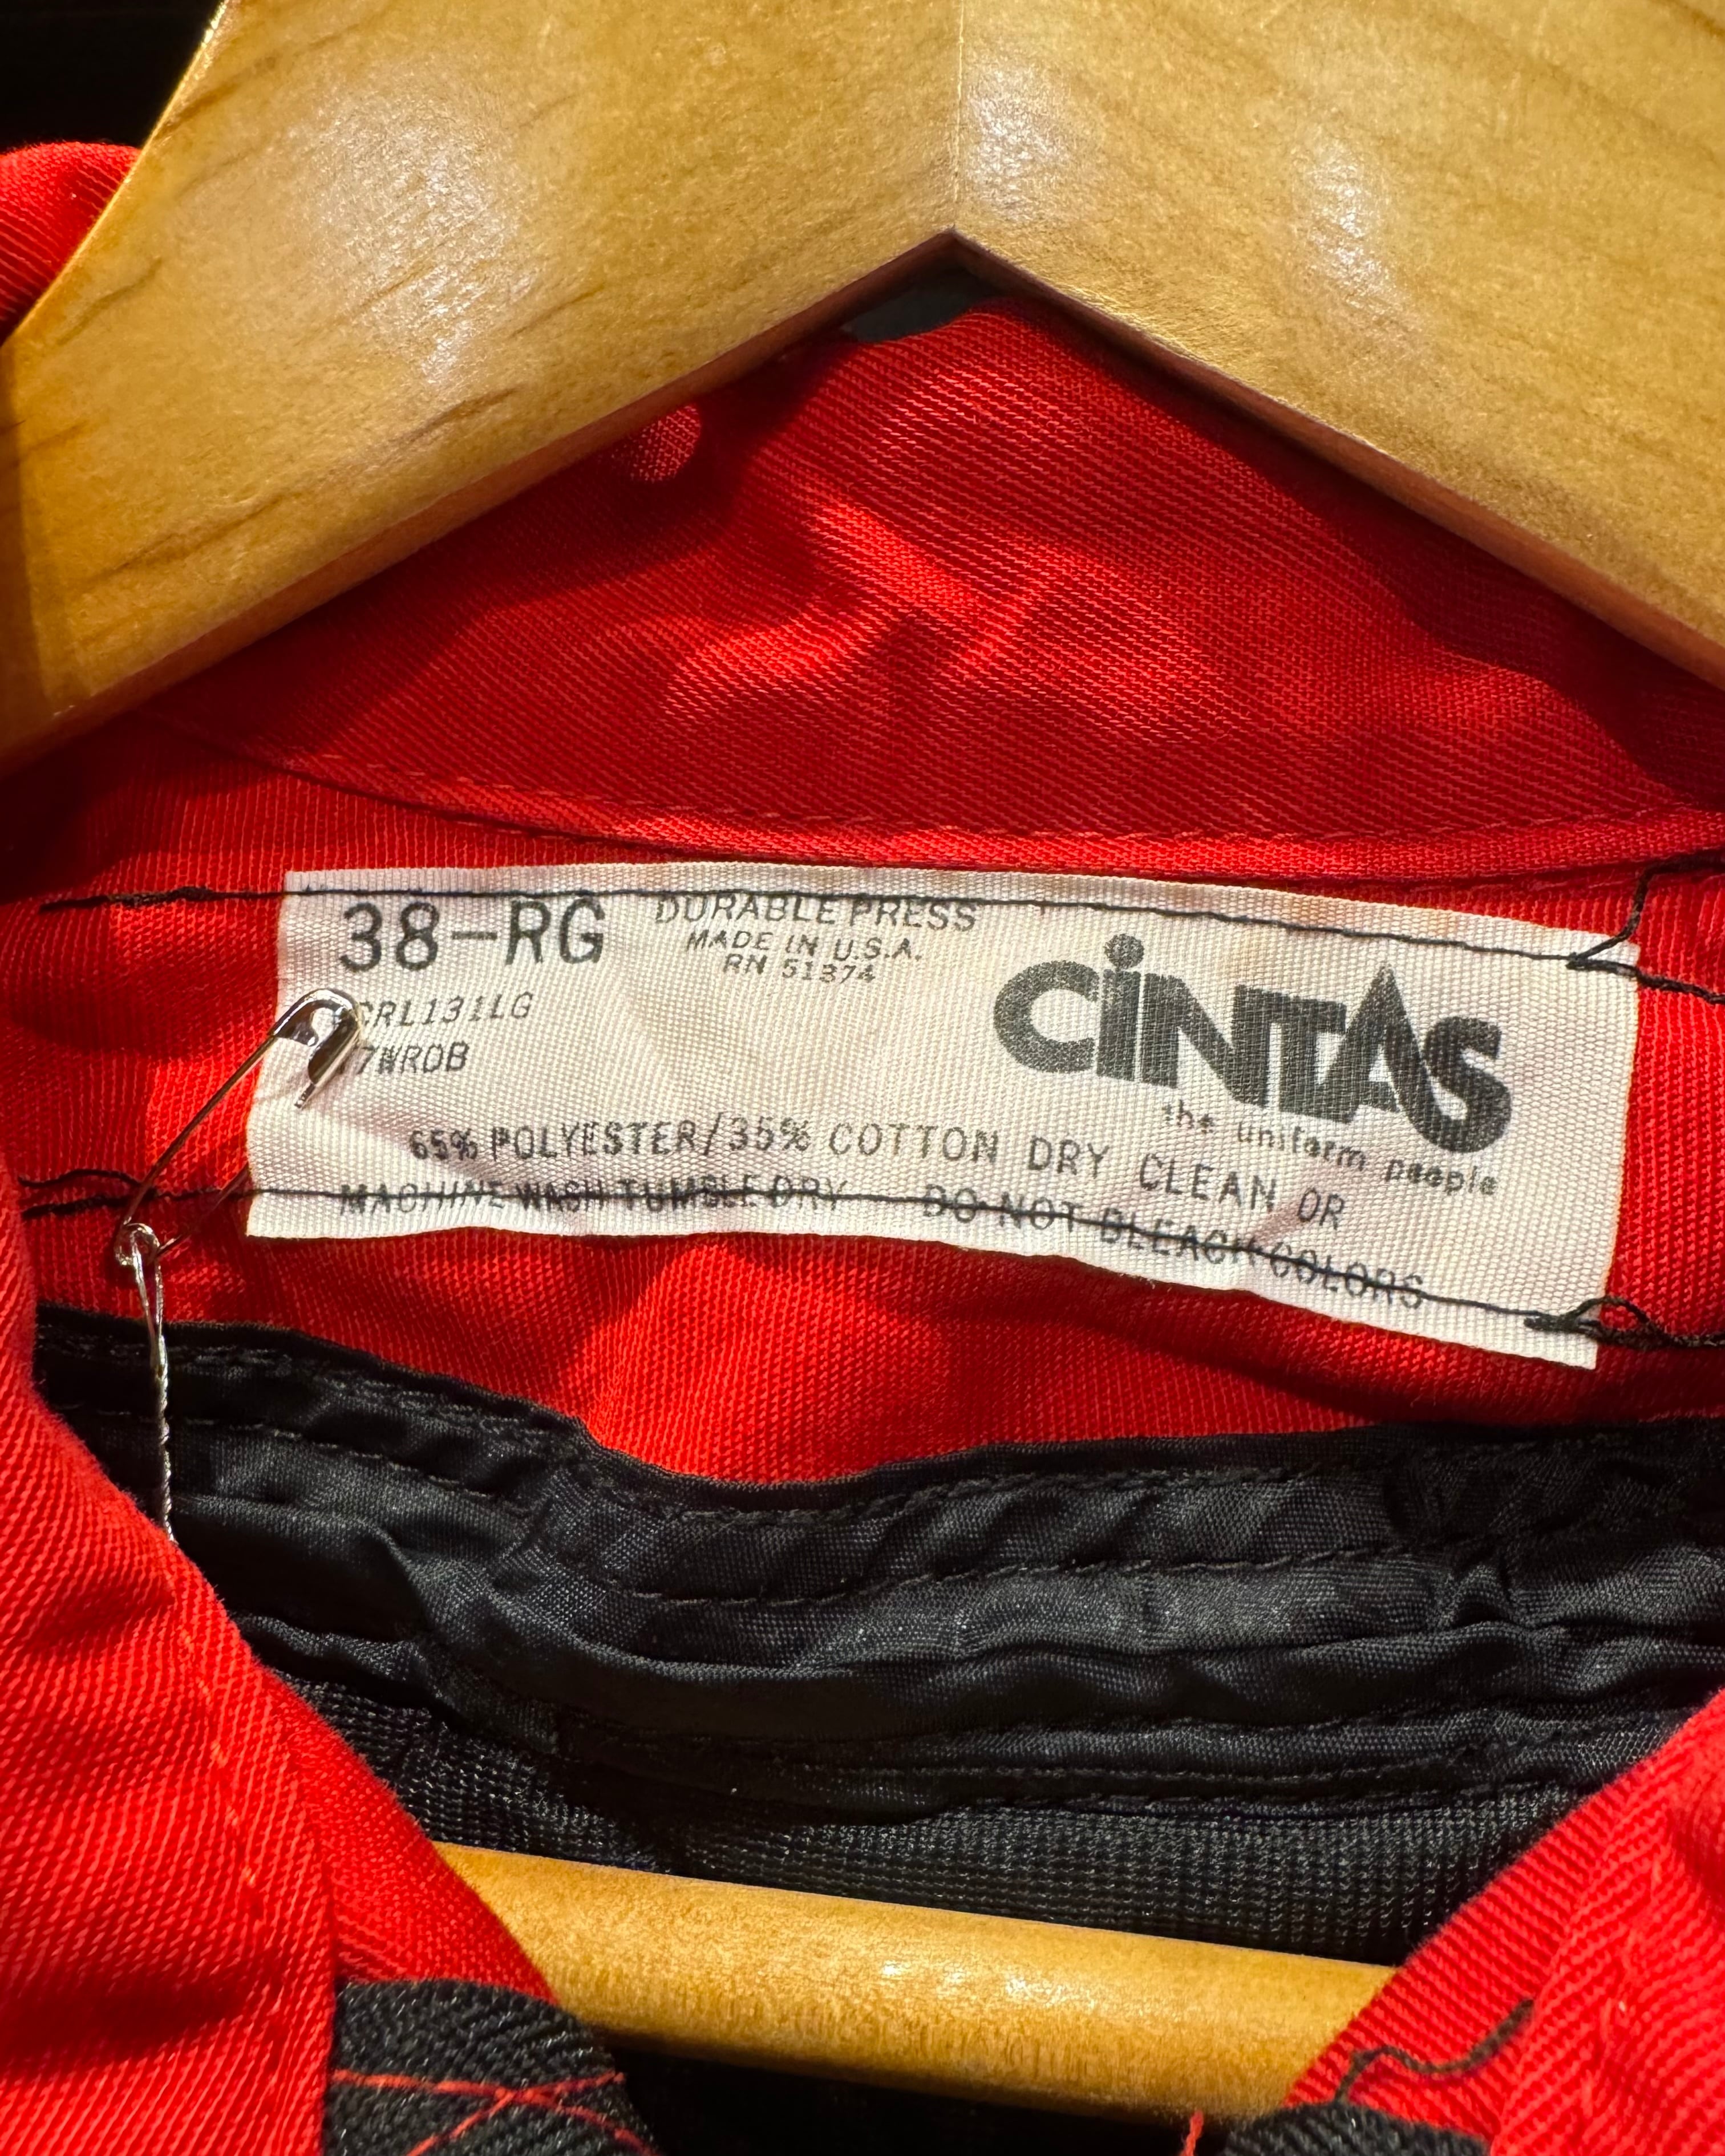 38-RG
DURABLE PRESS
MADE IN U.S.A.
RN 51374
CRL131LG
7WROB
CINTAS
the uniform people
65% POLYESTER/35% COTTON DRY CLEAN OR
MACHINE WASH TUMBLE DRY DO NOT BLEACH COLORS